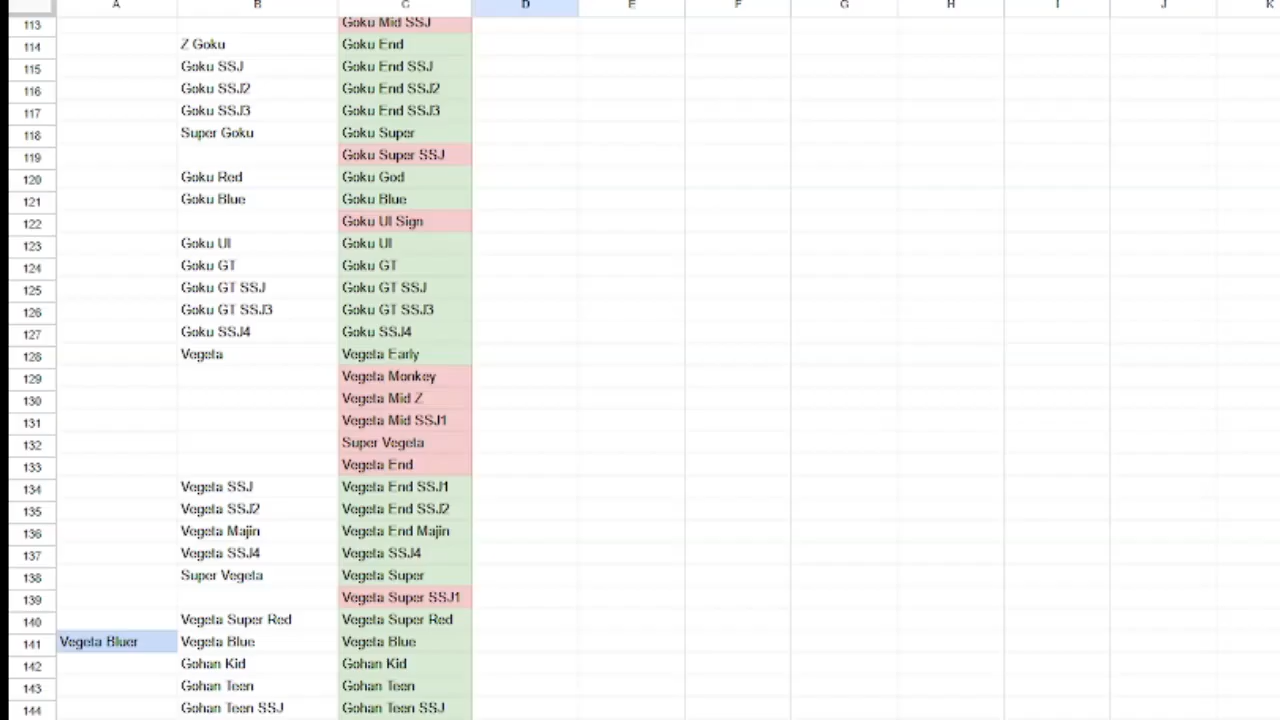 A B C D E F G H I J K
113 Goku Mid SSJ
114 Z Goku Goku End
115 Goku SSJ Goku End SSJ
116 Goku SSJ2 Goku End SSJ2
117 Goku SSJ3 Goku End SSJ3
118 Super Goku Goku Super
119 Goku Super SSJ
120 Goku Red Goku God
121 Goku Blue Goku Blue
122 Goku UI Sign
123 Goku UI Goku UI
124 Goku GT Goku GT
125 Goku GT SSJ Goku GT SSJ
126 Goku GT SSJ3 Goku GT SSJ3
127 Goku SSJ4 Goku SSJ4
128 Vegeta Vegeta Early
129 Vegeta Monkey
130 Vegeta Mid Z
131 Vegeta Mid SSJ1
132 Super Vegeta
133 Vegeta End
134 Vegeta SSJ Vegeta End SSJ1
135 Vegeta SSJ2 Vegeta End SSJ2
136 Vegeta Majin Vegeta End Majin
137 Vegeta SSJ4 Vegeta SSJ4
138 Super Vegeta Vegeta Super
139 Vegeta Super SSJ1
140 Vegeta Super Red Vegeta Super Red
141 Vegeta Bluer Vegeta Blue Vegeta Blue
142 Gohan Kid Gohan Kid
143 Gohan Teen Gohan Teen
144 Gohan Teen SSJ Gohan Teen SSJ